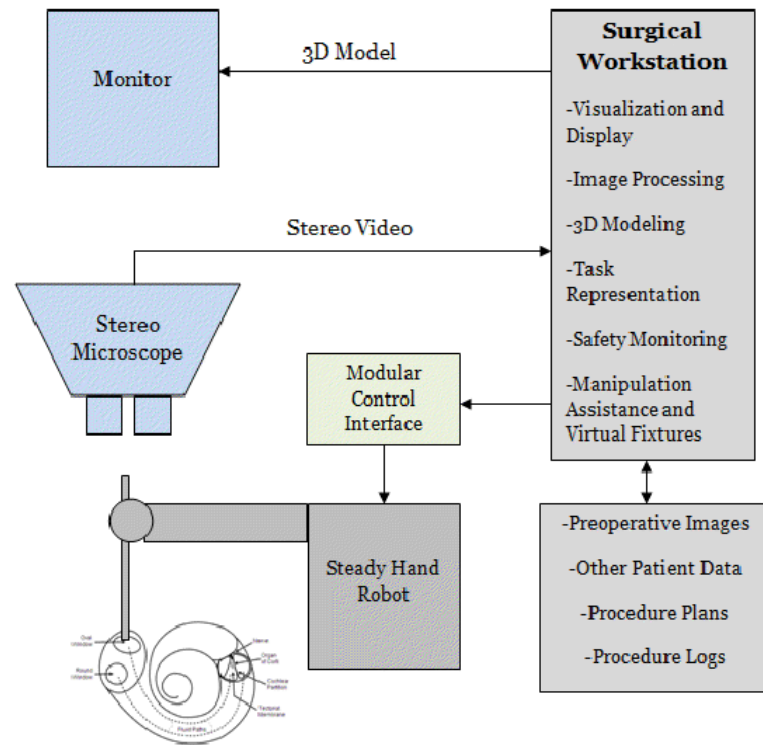 Monitor
3D Model
Surgical
Workstation
-Visualization and
Display
-Image Processing
-3D Modeling
-Task
Representation
-Safety Monitoring
-Manipulation
Assistance and
Virtual Fixtures
Stereo Video
Stereo
Microscope
Modular
Control
Interface
Steady Hand
Robot
-Preoperative Images
-Other Patient Data
-Procedure Plans
-Procedure Logs
Oval
Window
Round
Window
Nerve
Organ
of Corti
Cochlea
Partition
Tectorial
Membrane
Fluid Paths